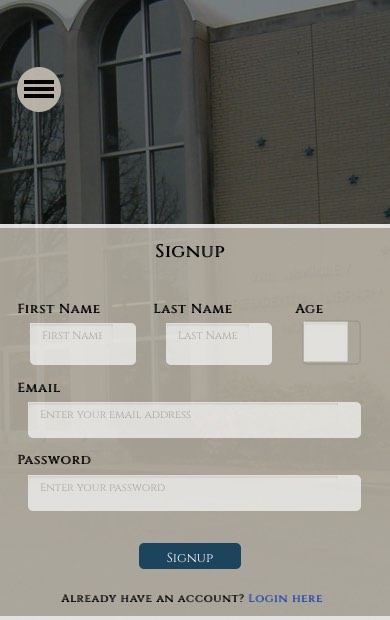 Signup
First Name Last Name Age
First Name Last Name
Email
Enter your email address
Password
Enter your password
Signup
Already have an account? Login here